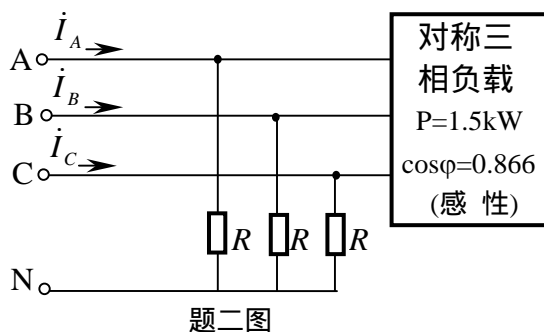 İ_A
A
İ_B
B
İ_C
C
N
R R R
对称三
相负载
P=1.5kW
cosφ=0.866
(感 性)
题二图